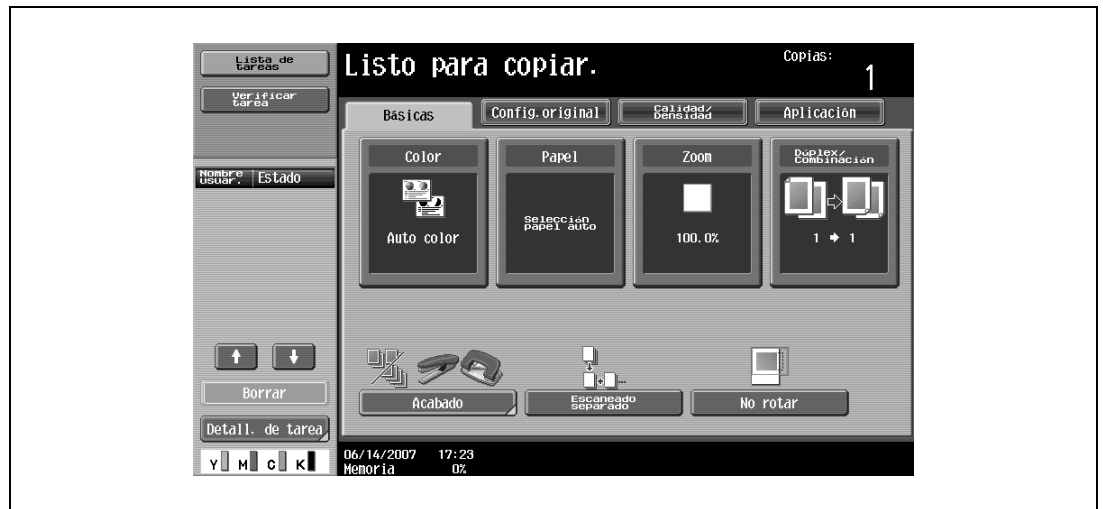 Lista de
tareas
Listo para copiar.
Copias:
1
Verificar
tarea
Básicas
Config.original
Calidad/
Densidad
Aplicación
Color
Papel
Zoom
Dúplex/
Combinación
Nombre
usuar.
Estado
Auto color
Selección
papel auto
100.0%
1 → 1
Borrar
Acabado
Escaneado
separado
No rotar
Detall. de tarea
Y M C K
06/14/2007 17:23
Memoria 0%